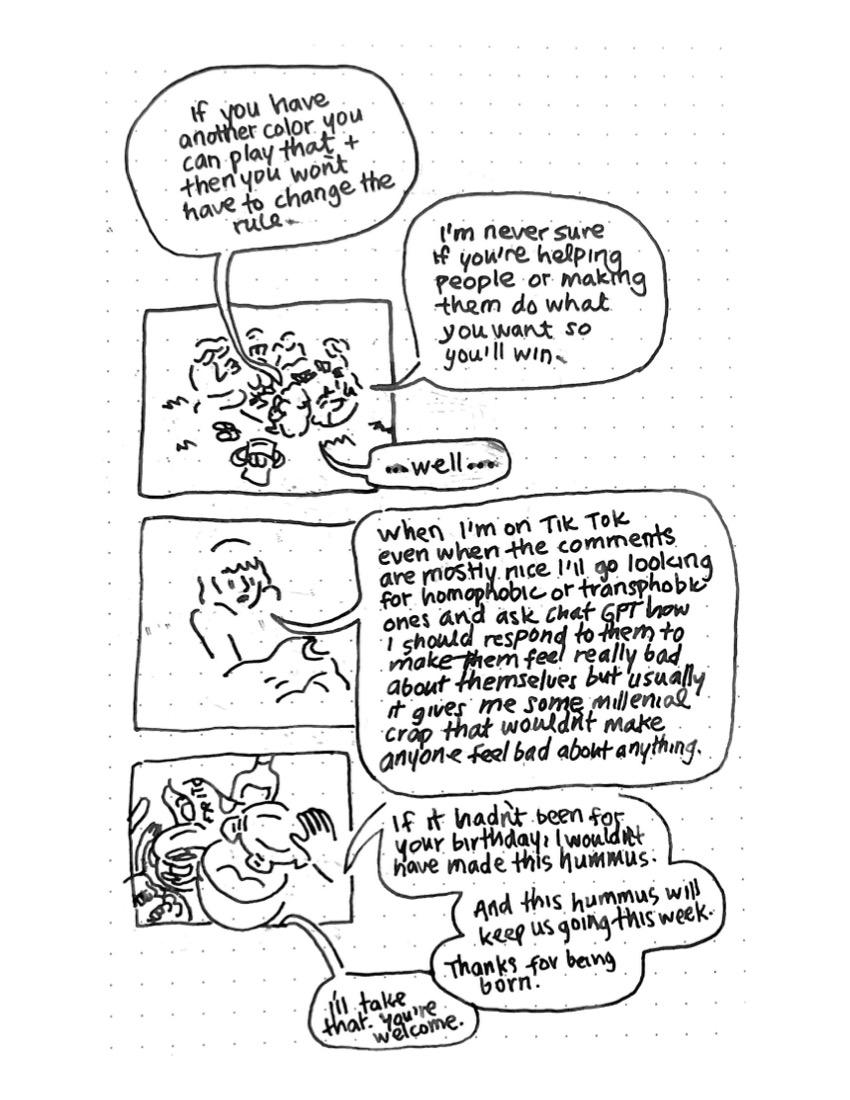 If you have
another color you
can play that +
then you won't
have to change the
rule.
I'm never sure
if you're helping
people or making
them do what
you want so
you'll win.
...well...
When I'm on Tik Tok
even when the comments
are mostly nice I'll go looking
for homophobic or transphobic
ones and ask chat GPT how
I should respond to them to
make them feel really bad
about themselves but usually
it gives me some millenial
crap that wouldn't make
anyone feel bad about anything.
If it hadn't been for
your birthday, I wouldn't
have made this hummus.
And this hummus will
keep us going this week.
Thanks for being
born.
I'll take
that. You're
welcome.